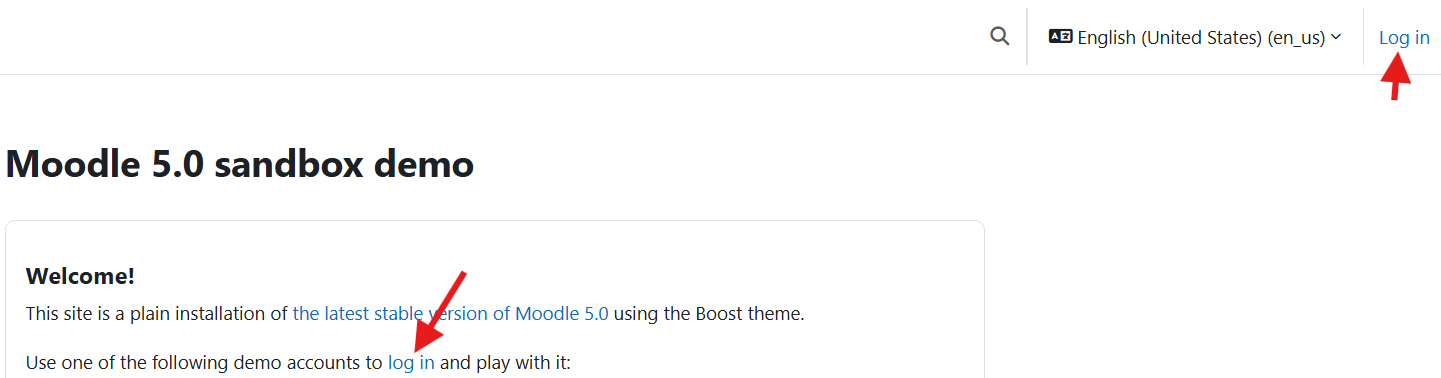 English (United States) (en_us)
Log in
Moodle 5.0 sandbox demo
Welcome!
This site is a plain installation of the latest stable version of Moodle 5.0 using the Boost theme.
Use one of the following demo accounts to log in and play with it: